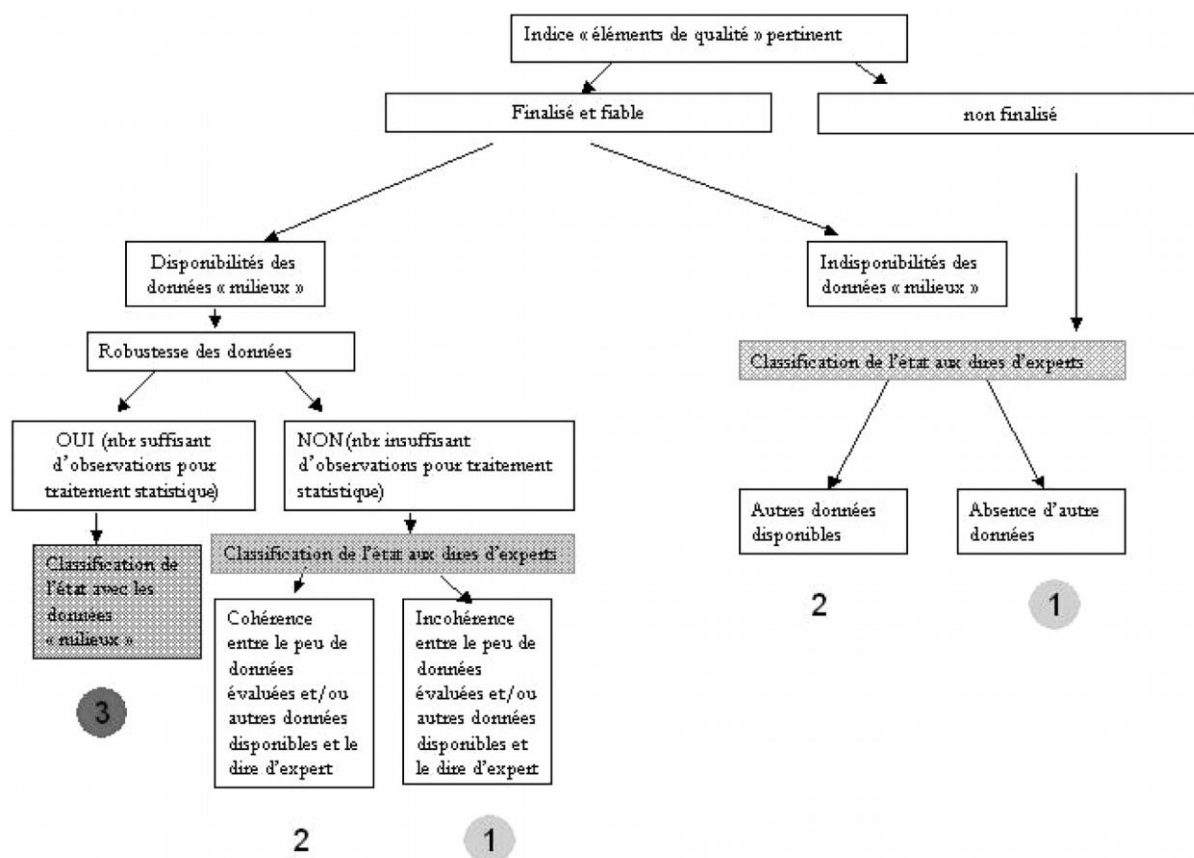 Indice « éléments de qualité » pertinent
Finalisé et fiable
non finalisé
Disponibilités des
données « milieux »
Indisponibilités des
données « milieux »
Robustesse des données
Classification de l'état aux dires d'experts
OUI (nbr suffisant
d'observations pour
traitement statistique)
NON (nbr insuffisant
d'observations pour traitement
statistique)
Autres données
disponibles
Absence d'autre
données
Classification de
l'état avec les
données
« milieux »
Classification de l'état aux dires d'experts
2
1
Cohérence
entre le peu de
données
évaluées et/ou
autres données
disponibles et le
dire d'expert
Incohérence
entre le peu de
données
évaluées et/ou
autres données
disponibles et
le dire d'expert
3
2
1